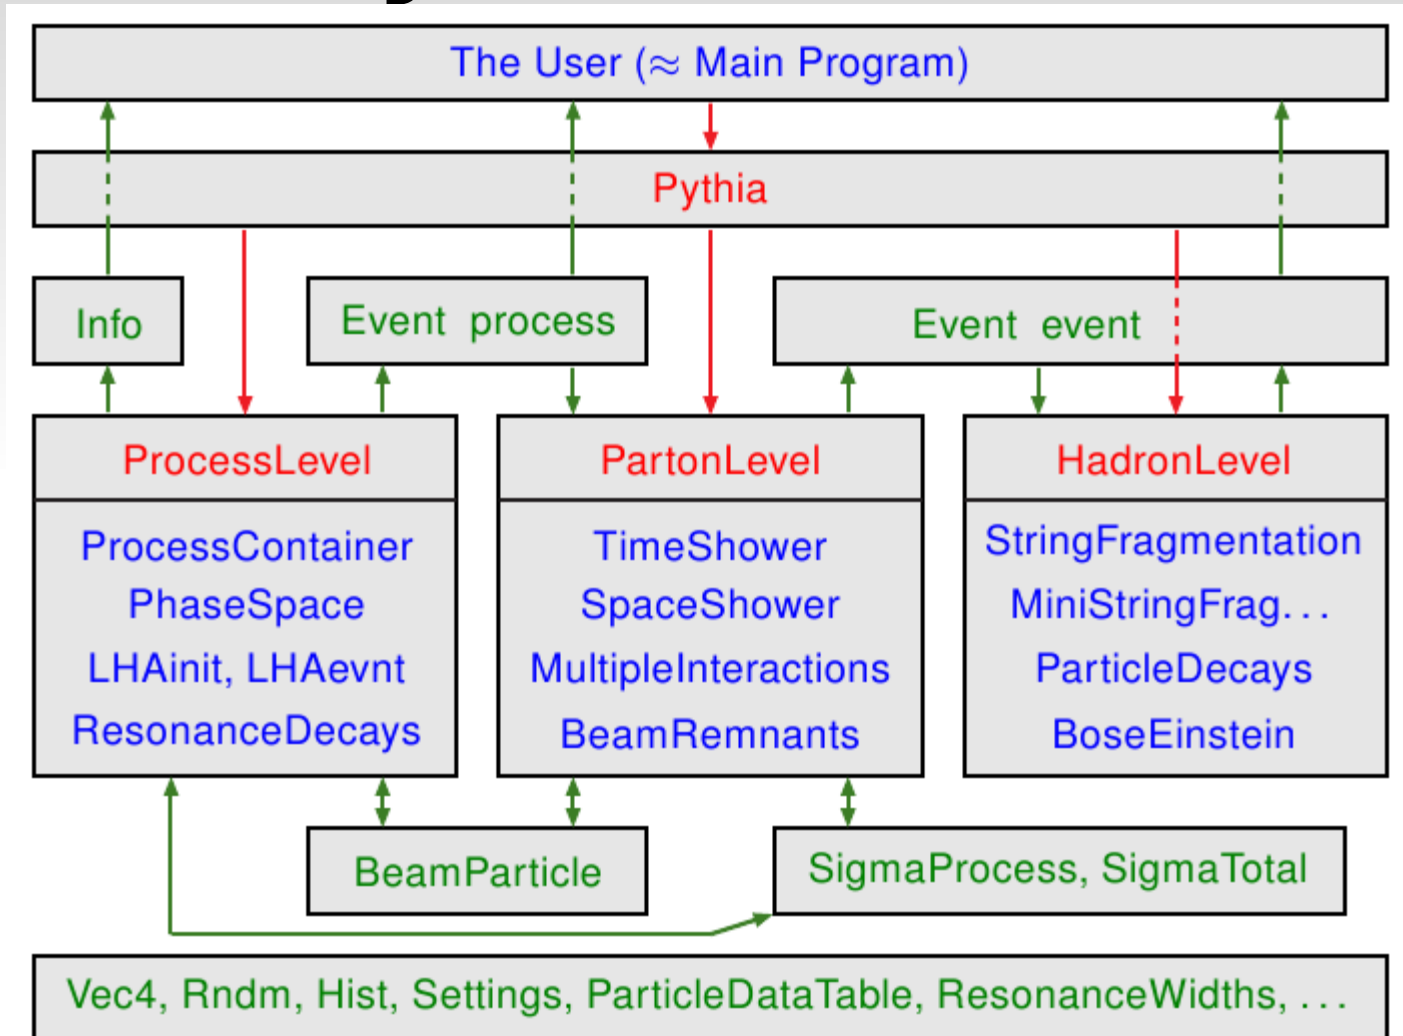 The User (≈ Main Program)
Pythia
Info
Event process
Event event
ProcessLevel
ProcessContainer
PhaseSpace
LHAinit, LHAevnt
ResonanceDecays
PartonLevel
TimeShower
SpaceShower
MultipleInteractions
BeamRemnants
HadronLevel
StringFragmentation
MiniStringFrag...
ParticleDecays
BoseEinstein
BeamParticle
SigmaProcess, SigmaTotal
Vec4, Rndm, Hist, Settings, ParticleDataTable, ResonanceWidths, ...